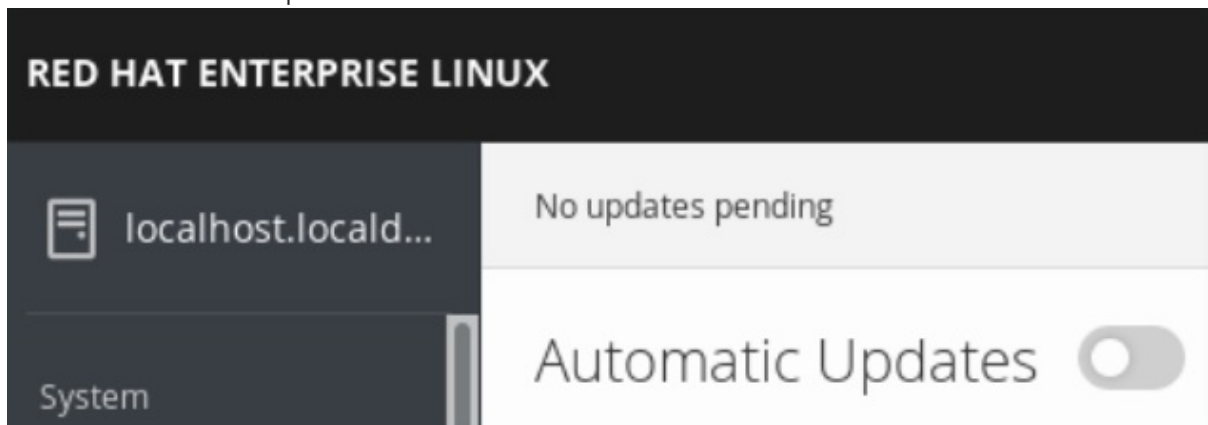 RED HAT ENTERPRISE LINUX
localhost.locald...
No updates pending
Automatic Updates
System